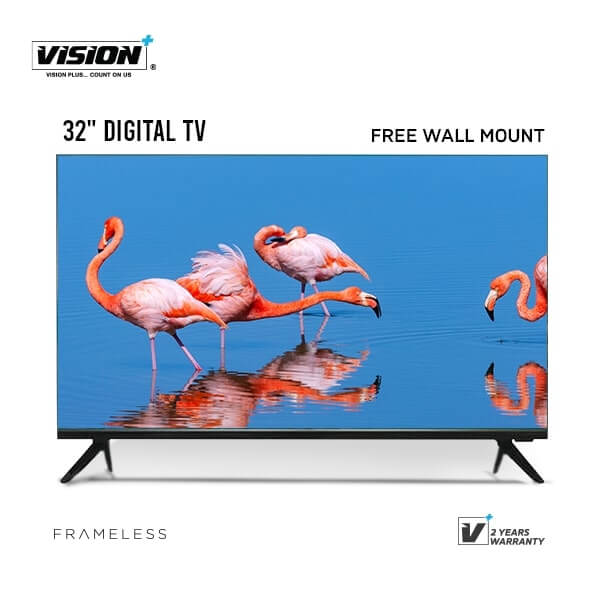 VISION+
®
VISION PLUS... COUNT ON US
32" DIGITAL TV
FREE WALL MOUNT
FRAMELESS
V+ 2 YEARS
WARRANTY